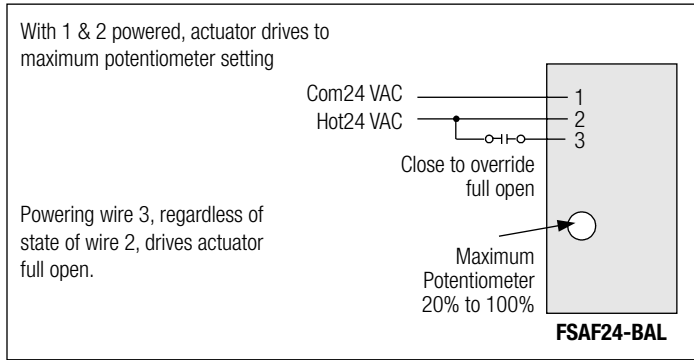 With 1 & 2 powered, actuator drives to
maximum potentiometer setting
Com24 VAC
1
Hot24 VAC
2
3
Close to override
full open
Powering wire 3, regardless of
state of wire 2, drives actuator
full open.
Maximum
Potentiometer
20% to 100%
FSAF24-BAL